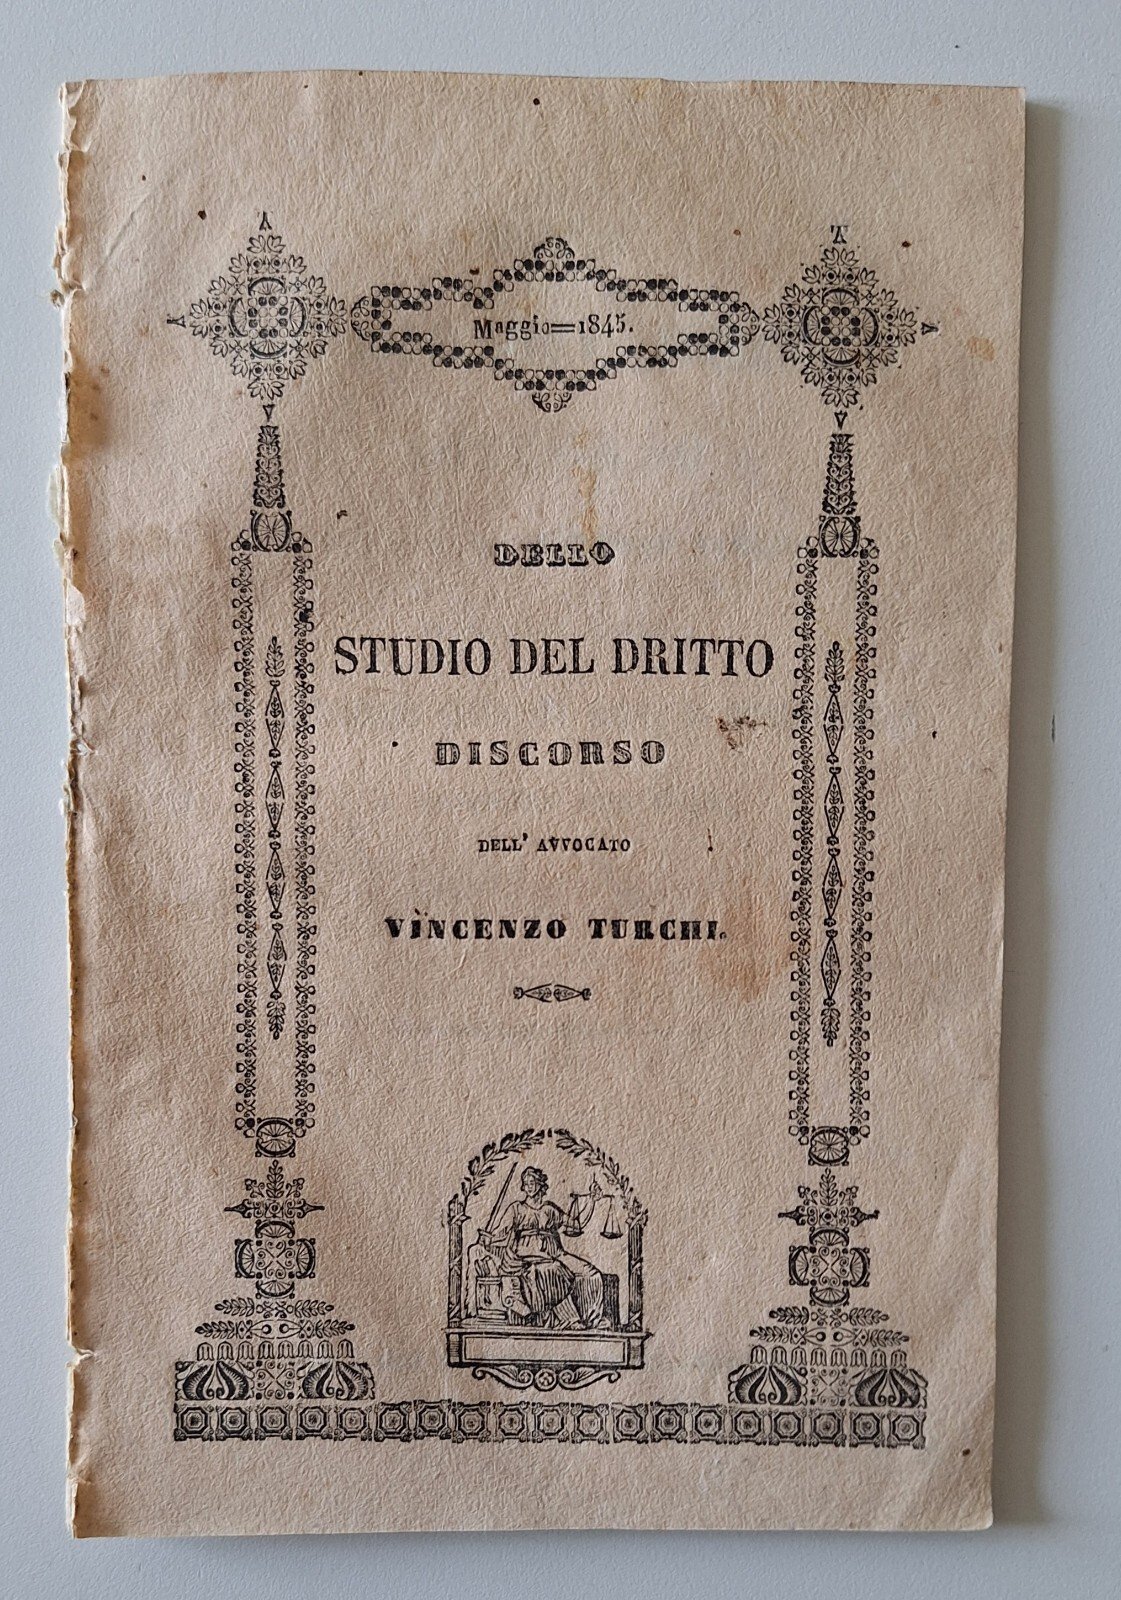 Maggio=1845.
DELLO
STUDIO DEL DRITTO
DISCORSO
DELL' AVVOCATO
VINCENZO TURCHI.